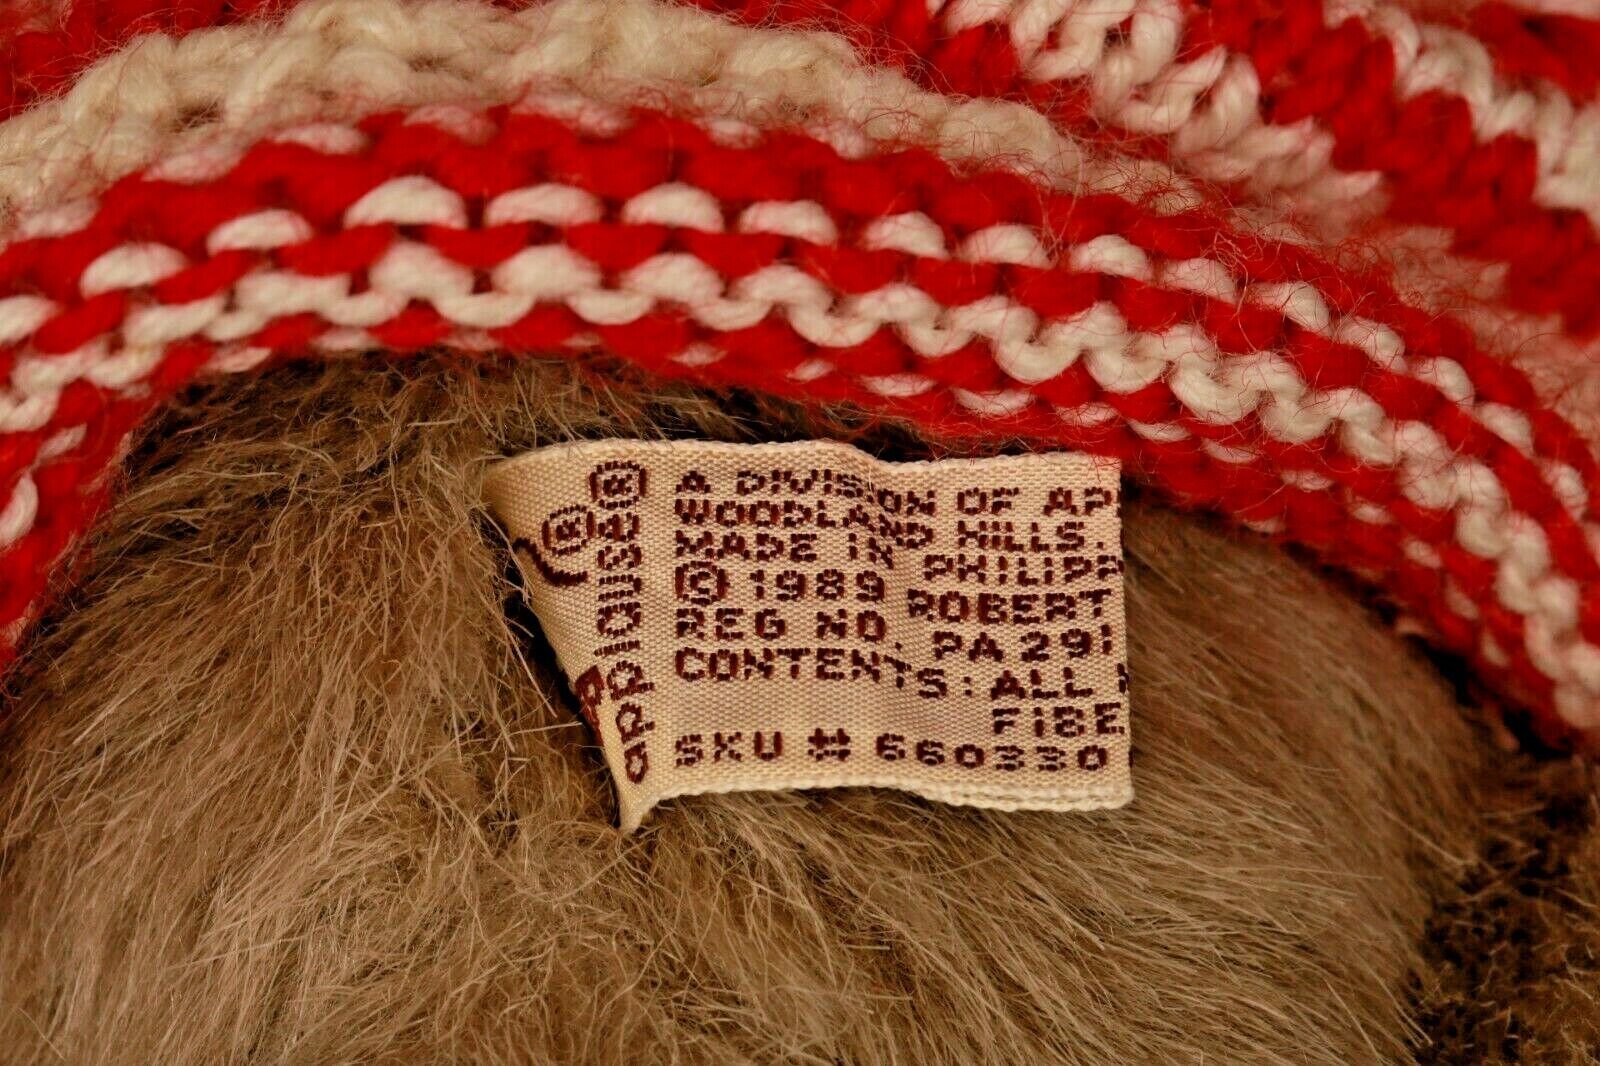 applause®
A DIVISION OF AP
WOODLAND HILLS,
MADE IN PHILIPP
© 1989 ROBERT
REG NO. PA 291
CONTENTS: ALL
FIBE
SKU # 660330